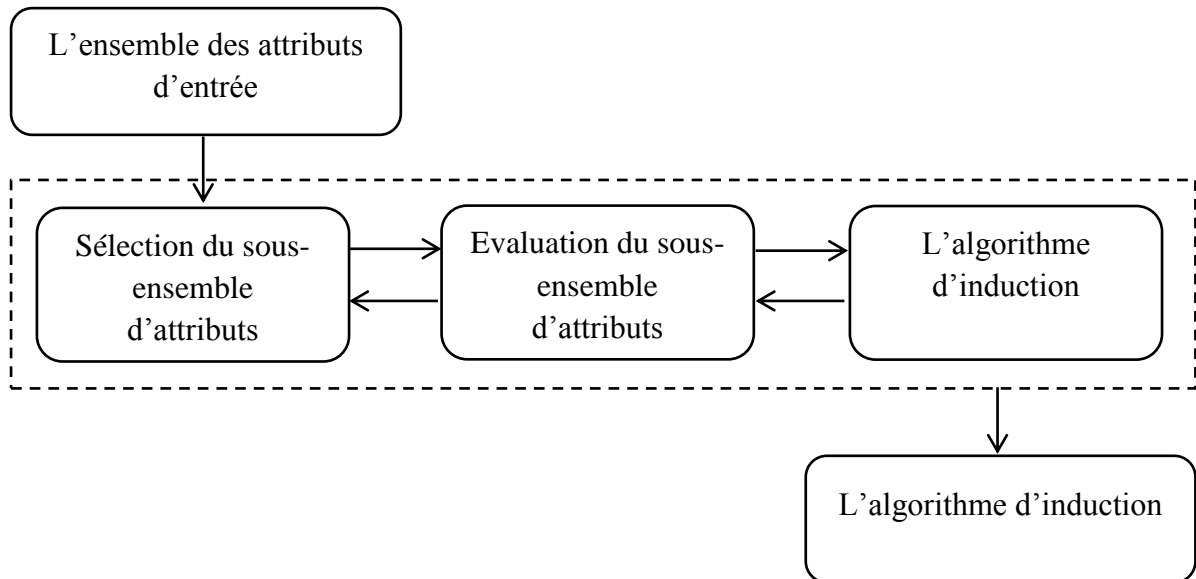 L’ensemble des attributs
d’entrée
Sélection du sous-
ensemble
d’attributs
Evaluation du sous-
ensemble
d’attributs
L’algorithme
d’induction
L’algorithme d’induction